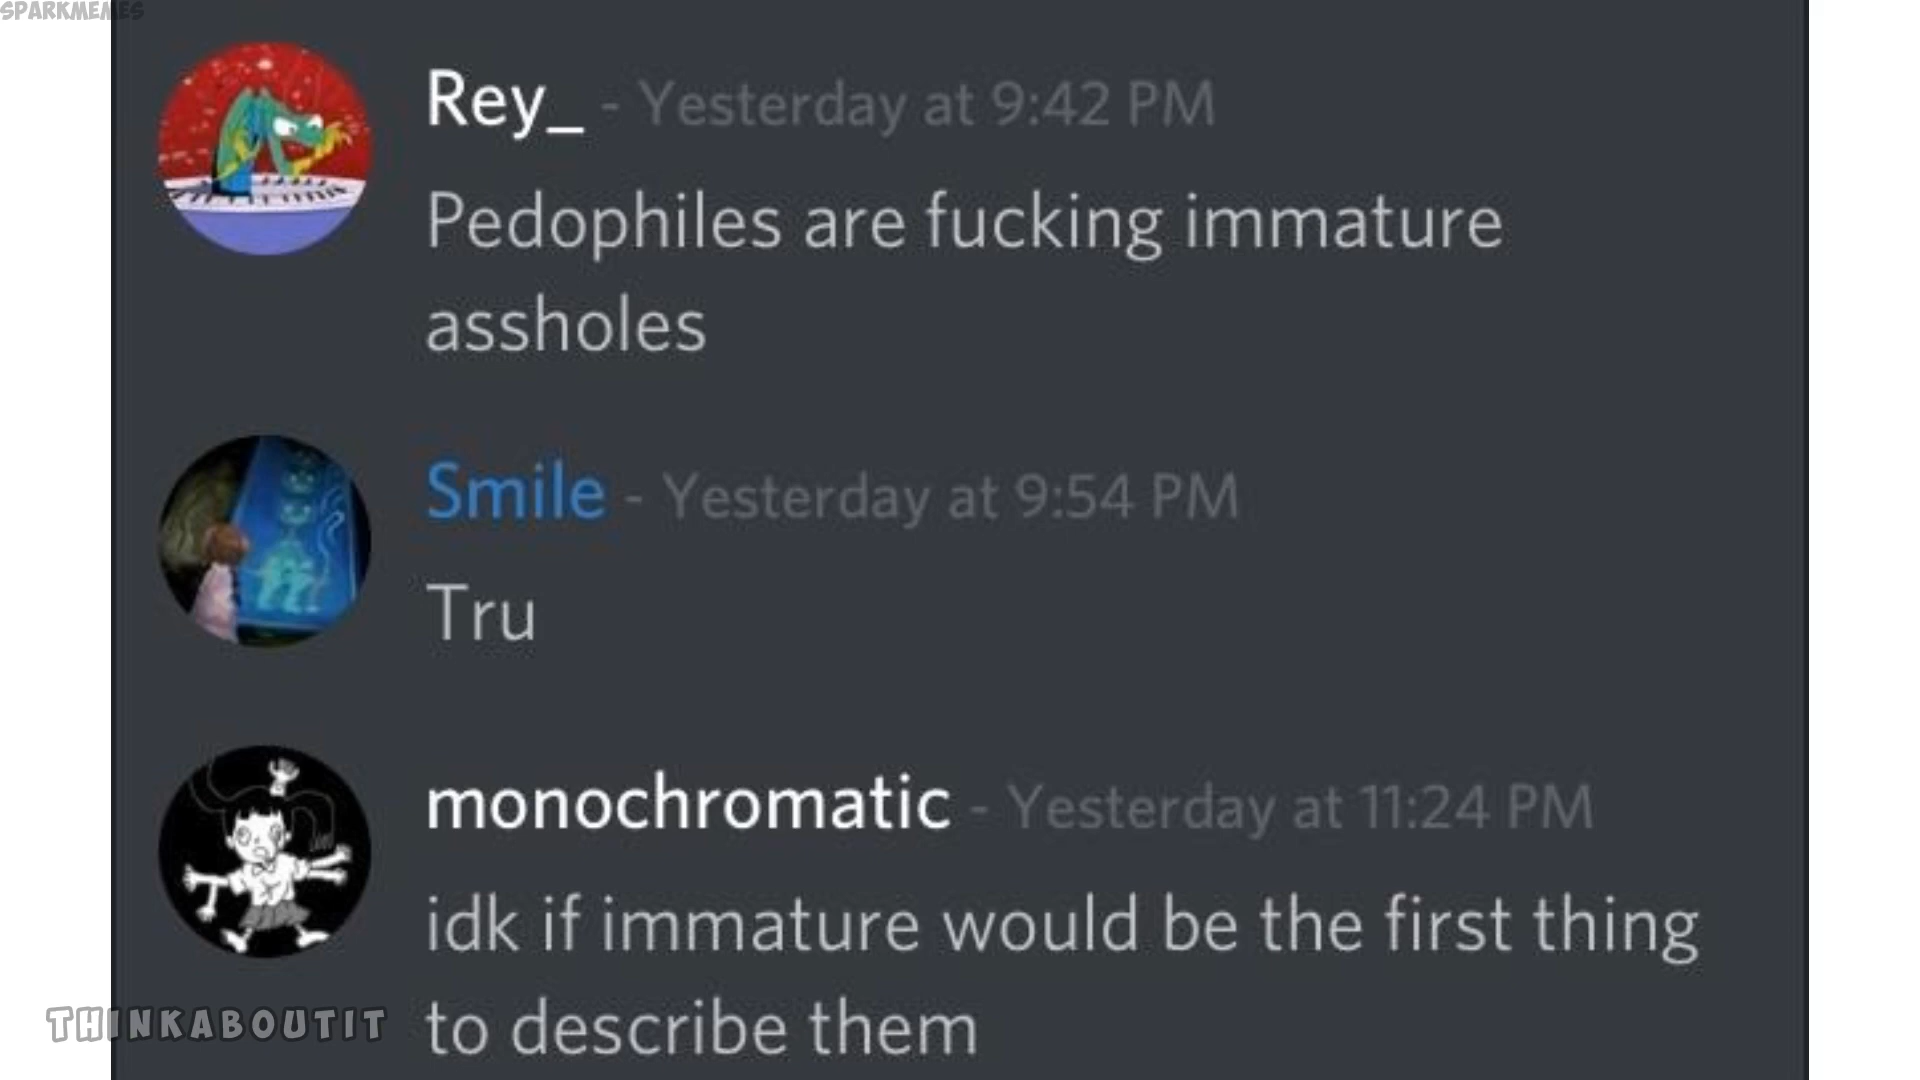 SPARKMEMES
Rey_ - Yesterday at 9:42 PM
Pedophiles are fucking immature
assholes
Smile - Yesterday at 9:54 PM
Tru
monochromatic - Yesterday at 11:24 PM
idk if immature would be the first thing
to describe them
THINKABOUTIT